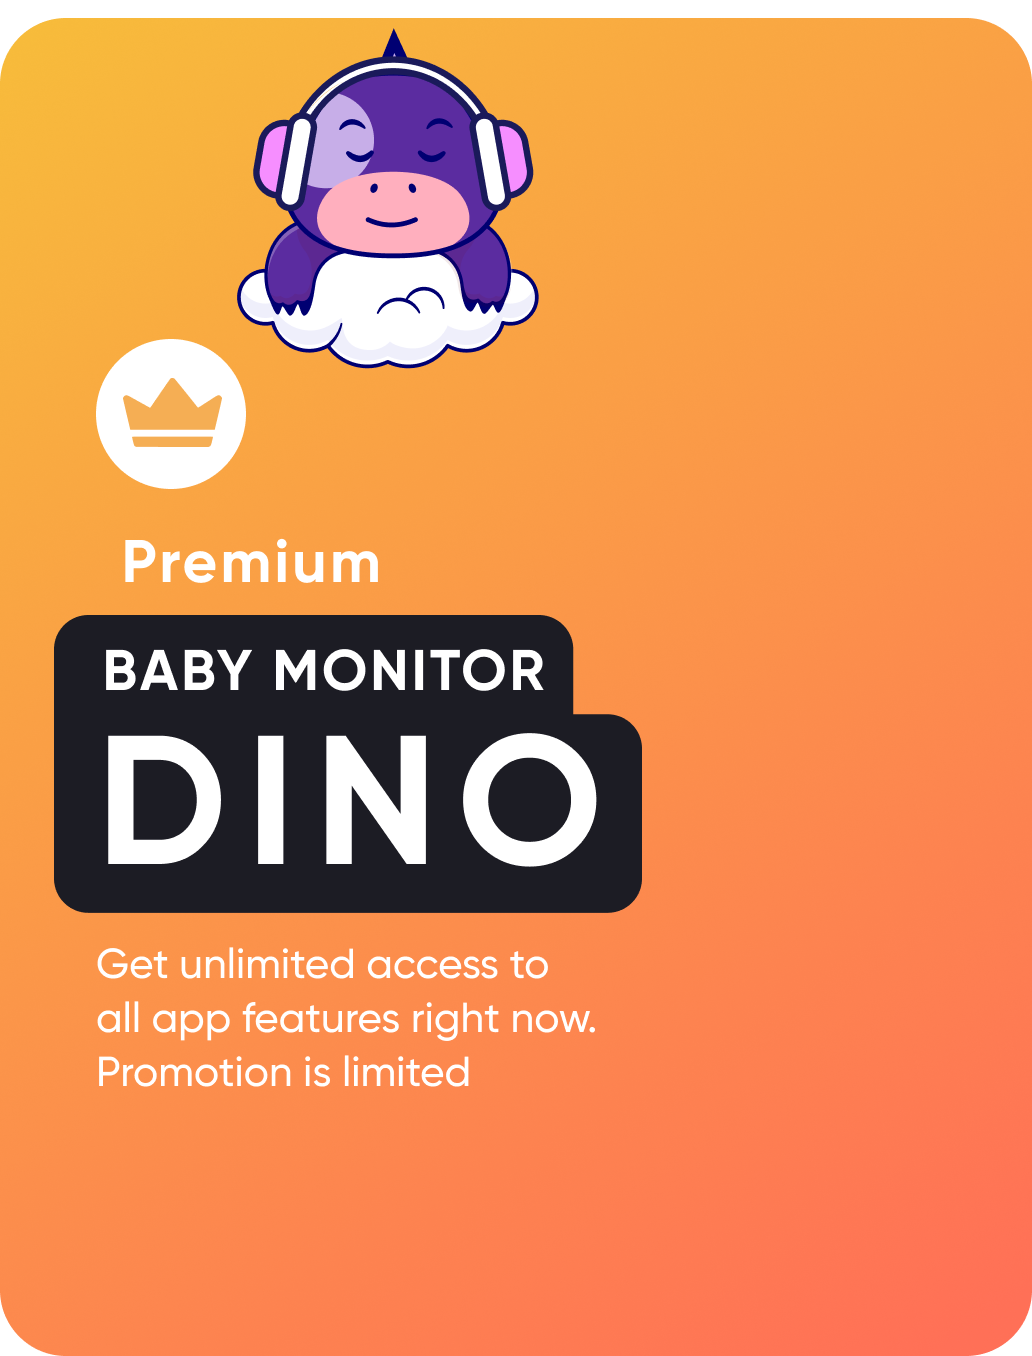 Premium
BABY MONITOR
DINO
Get unlimited access to
all app features right now.
Promotion is limited